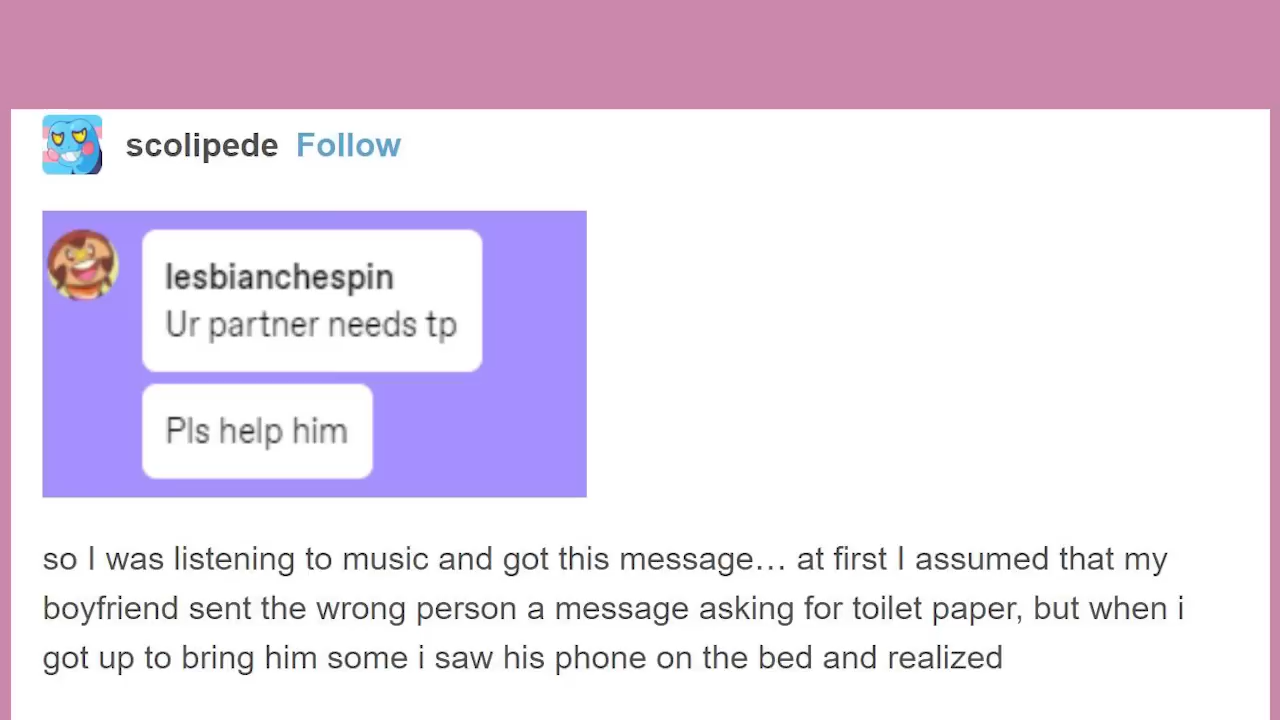 scolipede Follow
lesbianchespin
Ur partner needs tp
Pls help him
so I was listening to music and got this message… at first I assumed that my
boyfriend sent the wrong person a message asking for toilet paper, but when i
got up to bring him some i saw his phone on the bed and realized